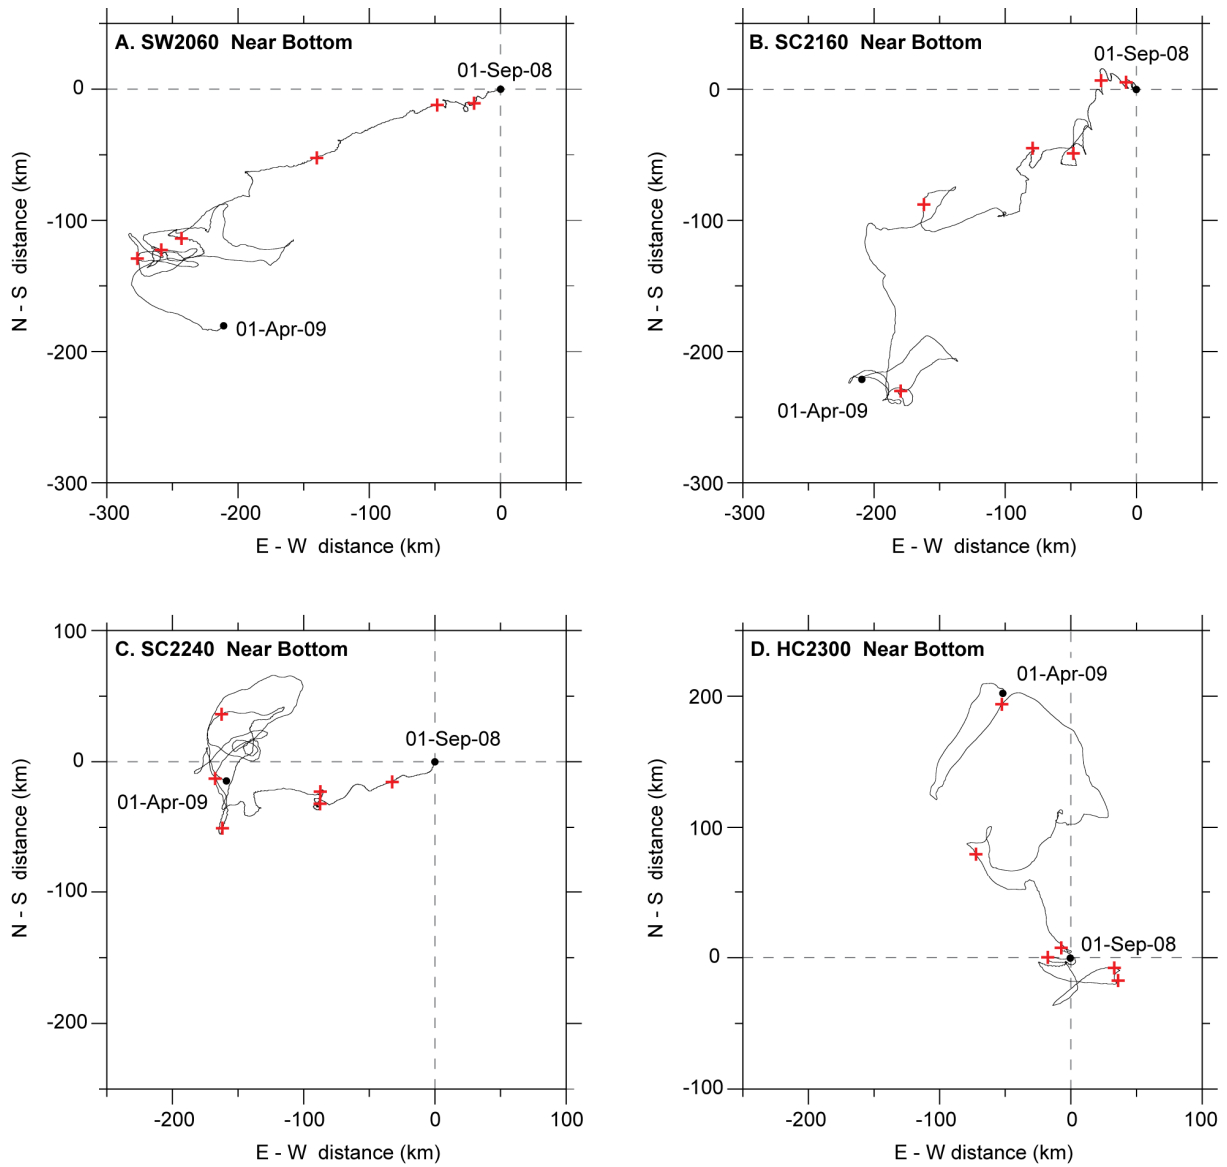 A. SW2060 Near Bottom
01-Sep-08
0
-100
-200
-300
N - S distance (km)
01-Apr-09
-300
-200
-100
0
E - W distance (km)
B. SC2160 Near Bottom
01-Sep-08
0
-100
-200
-300
N - S distance (km)
01-Apr-09
-300
-200
-100
0
E - W distance (km)
C. SC2240 Near Bottom
100
0
-100
-200
N - S distance (km)
01-Sep-08
01-Apr-09
-200
-100
0
100
E - W distance (km)
D. HC2300 Near Bottom
01-Apr-09
200
100
0
-100
N - S distance (km)
01-Sep-08
-200
-100
0
100
E - W distance (km)